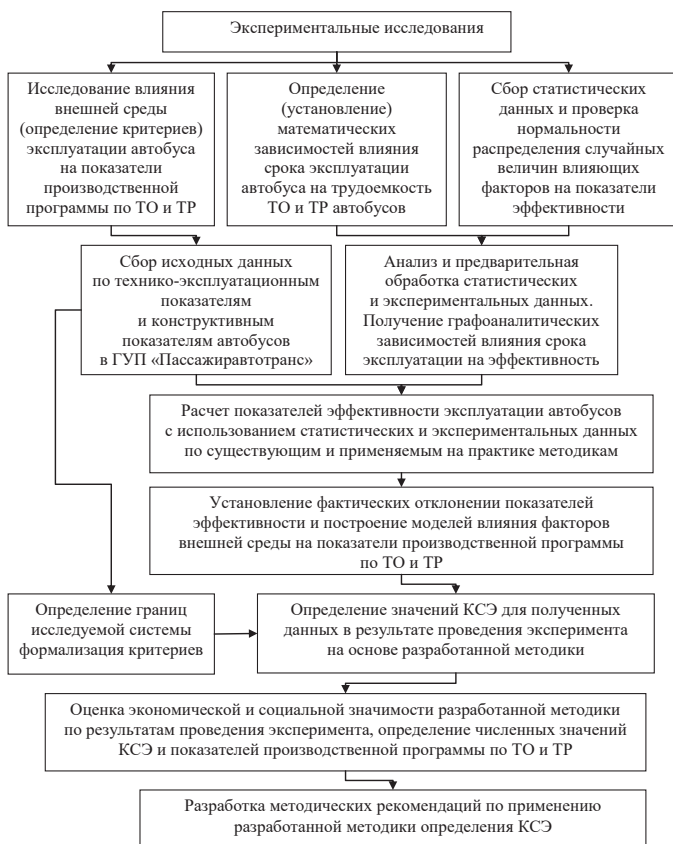 Экспериментальные исследования
Исследование влияния
внешней среды
(определение критериев)
эксплуатации автобуса
на показатели
производственной
программы по ТО и ТР
Определение
(установление)
математических
зависимостей влияния
срока эксплуатации
автобуса на трудоемкость
ТО и ТР автобусов
Сбор статистических
данных и проверка
нормальности
распределения случайных
величин влияющих
факторов на показатели
эффективности
Сбор исходных данных
по технико-эксплуатационным
показателям
и конструктивным
показателям автобусов
в ГУП «Пассажиравтотранс»
Анализ и предварительная
обработка статистических
и экспериментальных данных.
Получение графоаналитических
зависимостей влияния срока
эксплуатации на эффективность
Расчет показателей эффективности эксплуатации автобусов
с использованием статистических и экспериментальных данных
по существующим и применяемым на практике методикам
Установление фактических отклонении показателей
эффективности и построение моделей влияния факторов
внешней среды на показатели производственной программы
по ТО и ТР
Определение границ
исследуемой системы
формализация критериев
Определение значений КСЭ для полученных
данных в результате проведения эксперимента
на основе разработанной методики
Оценка экономической и социальной значимости разработанной методики
по результатам проведения эксперимента, определение численных значений
КСЭ и показателей производственной программы по ТО и ТР
Разработка методических рекомендаций по применению
разработанной методики определения КСЭ